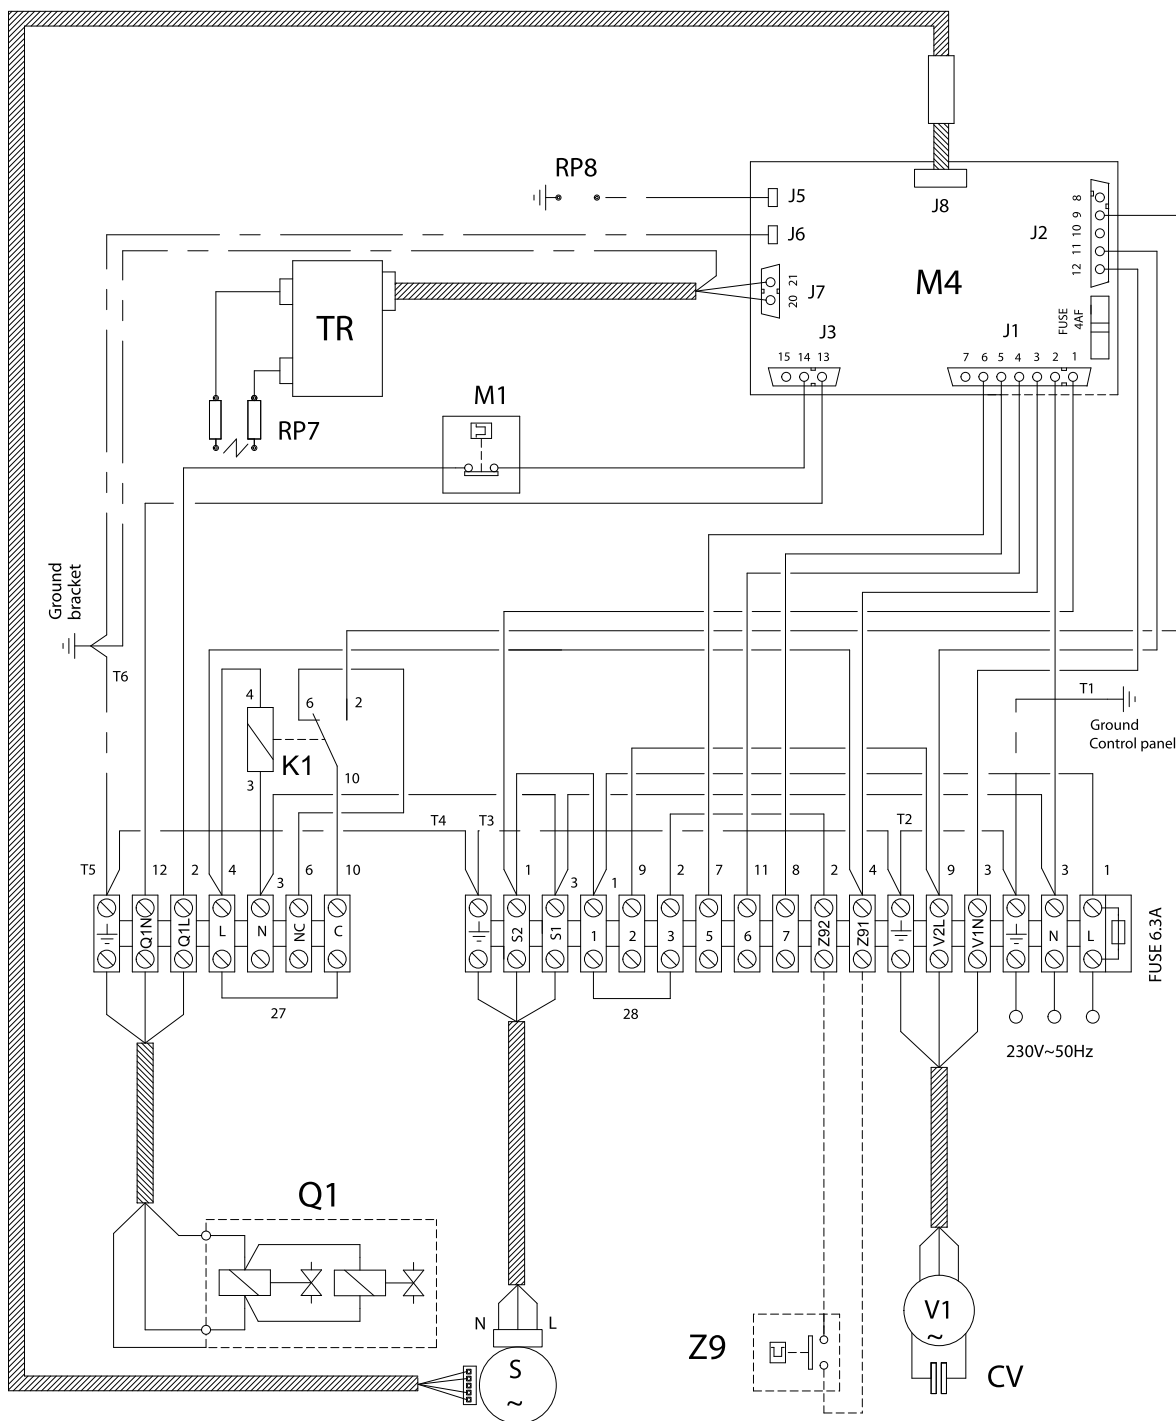 RP8
J5
J8
J6
J2
8
9
10
11
12
M4
TR
J7
21
20
J3
15 14 13
J1
7 6 5 4 3 2 1
FUSE
4AF
M1
RP7
Ground
bracket
T6
4
6
2
K1
3
10
T1
Ground
Control panel
T4
T3
T2
T5
12
2
4
3
6
10
1
3
1
9
2
7
11
8
2
4
9
3
3
1
Q1N
Q1L
L
N
NC
C
S2
S1
1
2
3
5
6
7
Z92
Z91
V2L
V1N
N
L
FUSE 6.3A
27
28
230V~50Hz
Q1
N
L
S
~
Z9
V1
~
CV